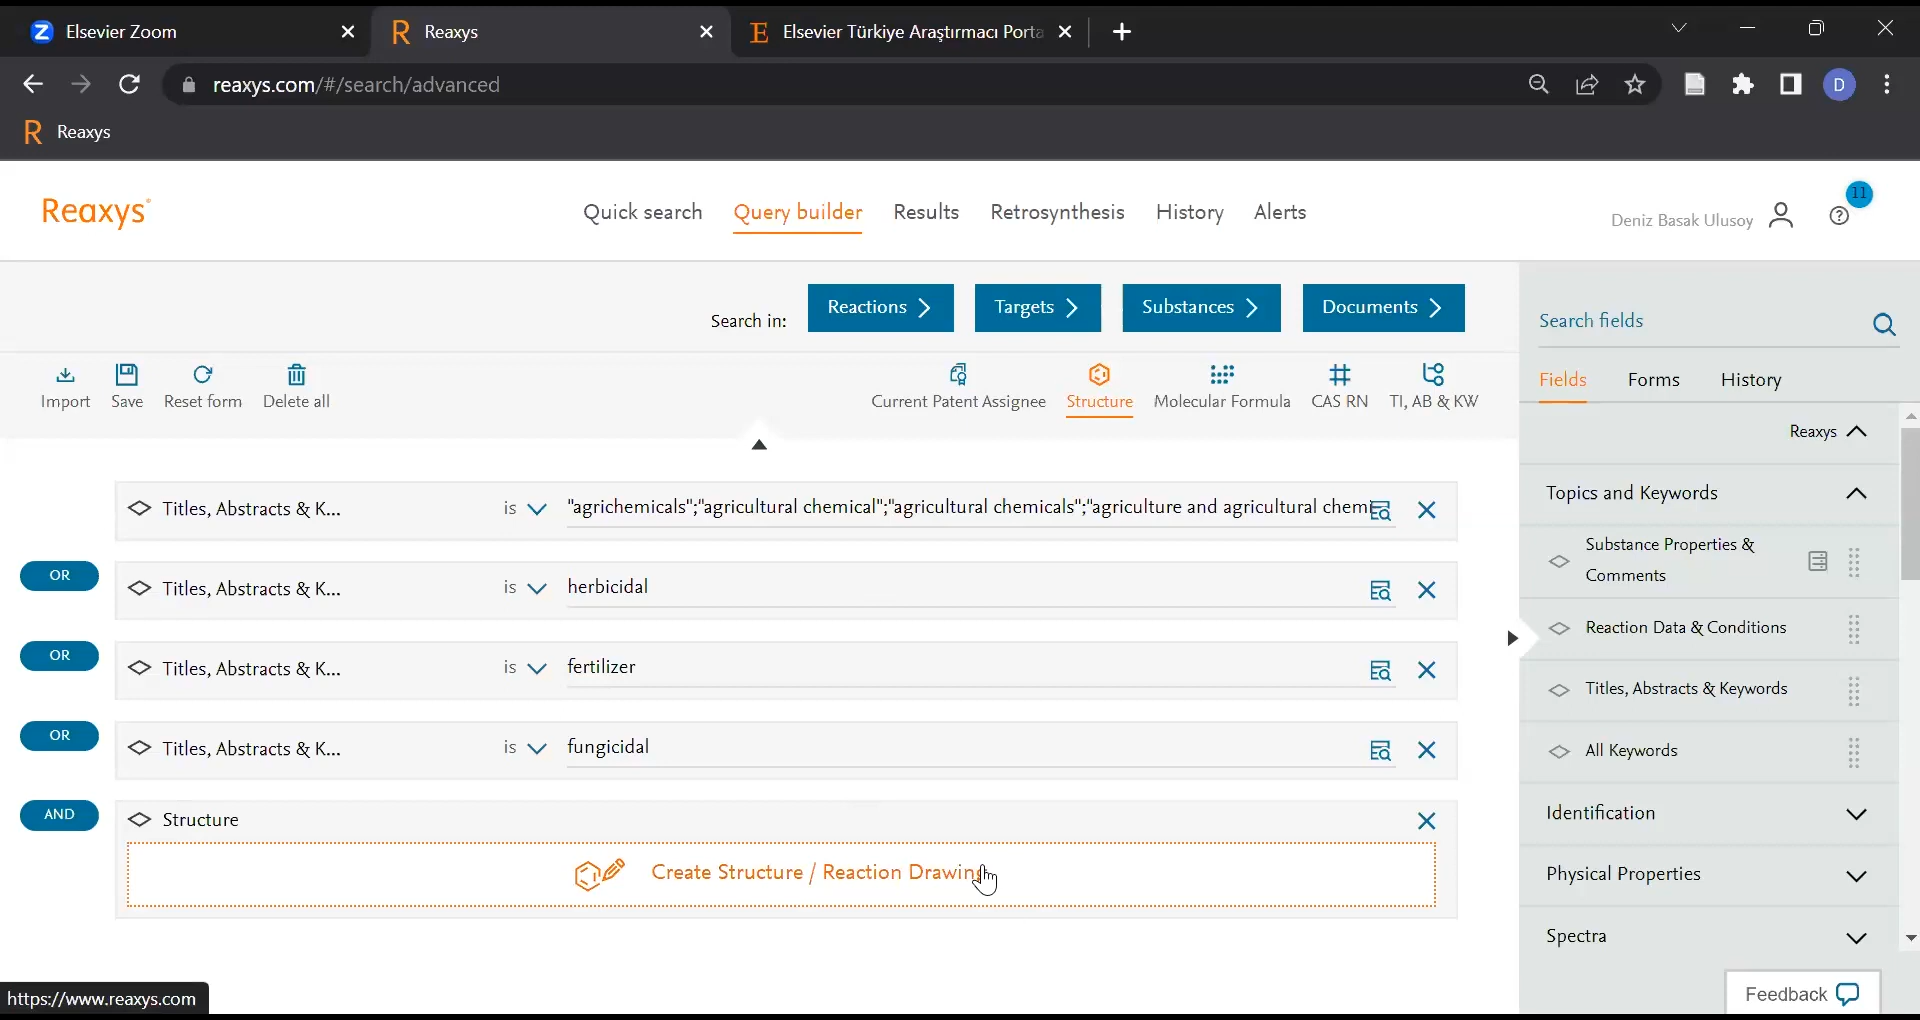 Elsevier Zoom
Reaxys
Elsevier Türkiye Araştırmacı Porta
reaxys.com/#/search/advanced
D
Reaxys
Reaxys
Quick search
Query builder
Results
Retrosynthesis
History
Alerts
Deniz Basak Ulusoy
11
Search in:
Reactions
Targets
Substances
Documents
Search fields
Import
Save
Reset form
Delete all
Current Patent Assignee
Structure
Molecular Formula
CAS RN
TI, AB & KW
Fields
Forms
History
Reaxys
Titles, Abstracts & K... is "agrichemicals";"agricultural chemical";"agricultural chemicals";"agriculture and agricultural chemi
OR
Titles, Abstracts & K... is herbicidal
OR
Titles, Abstracts & K... is fertilizer
OR
Titles, Abstracts & K... is fungicidal
AND
Structure
Create Structure / Reaction Drawing
Topics and Keywords
Substance Properties &
Comments
Reaction Data & Conditions
Titles, Abstracts & Keywords
All Keywords
Identification
Physical Properties
Spectra
Feedback
https://www.reaxys.com